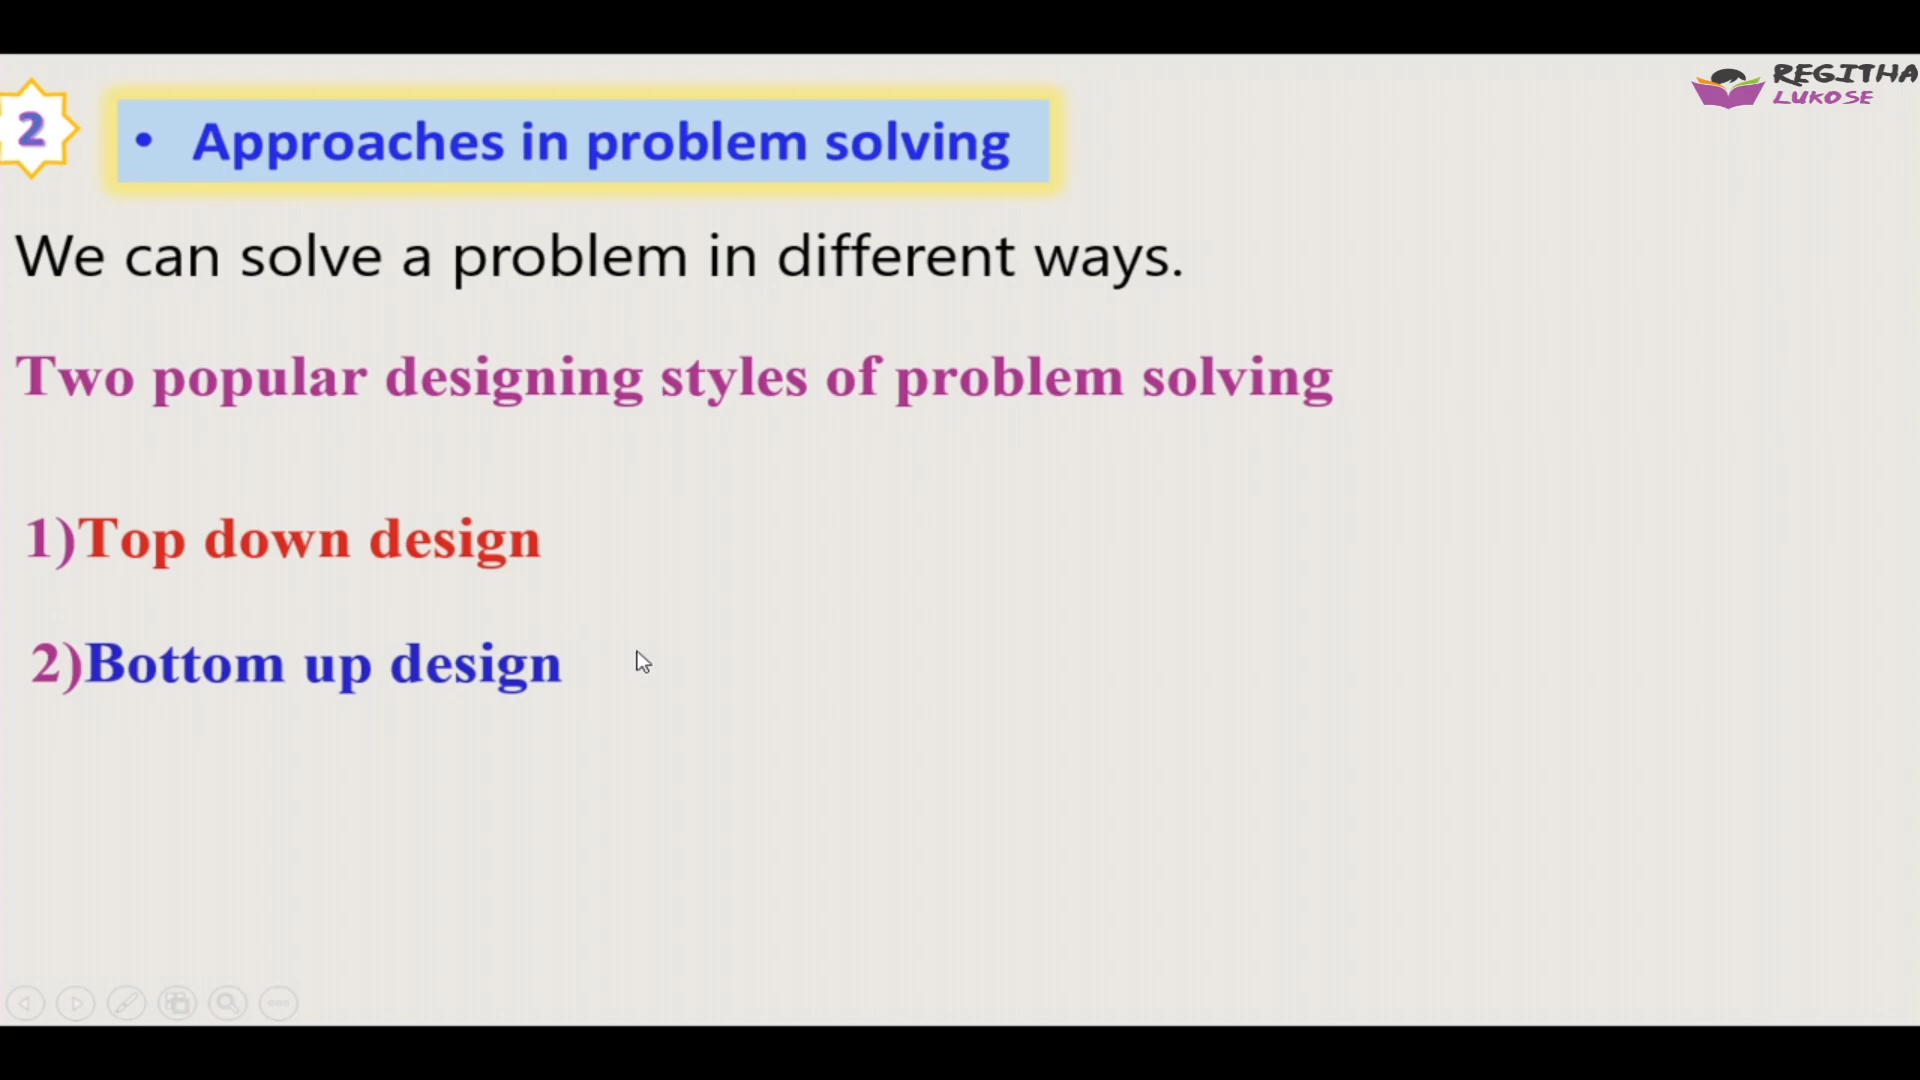 REGITHA
LUKOSE
2
• Approaches in problem solving
We can solve a problem in different ways.
Two popular designing styles of problem solving
1)Top down design
2)Bottom up design